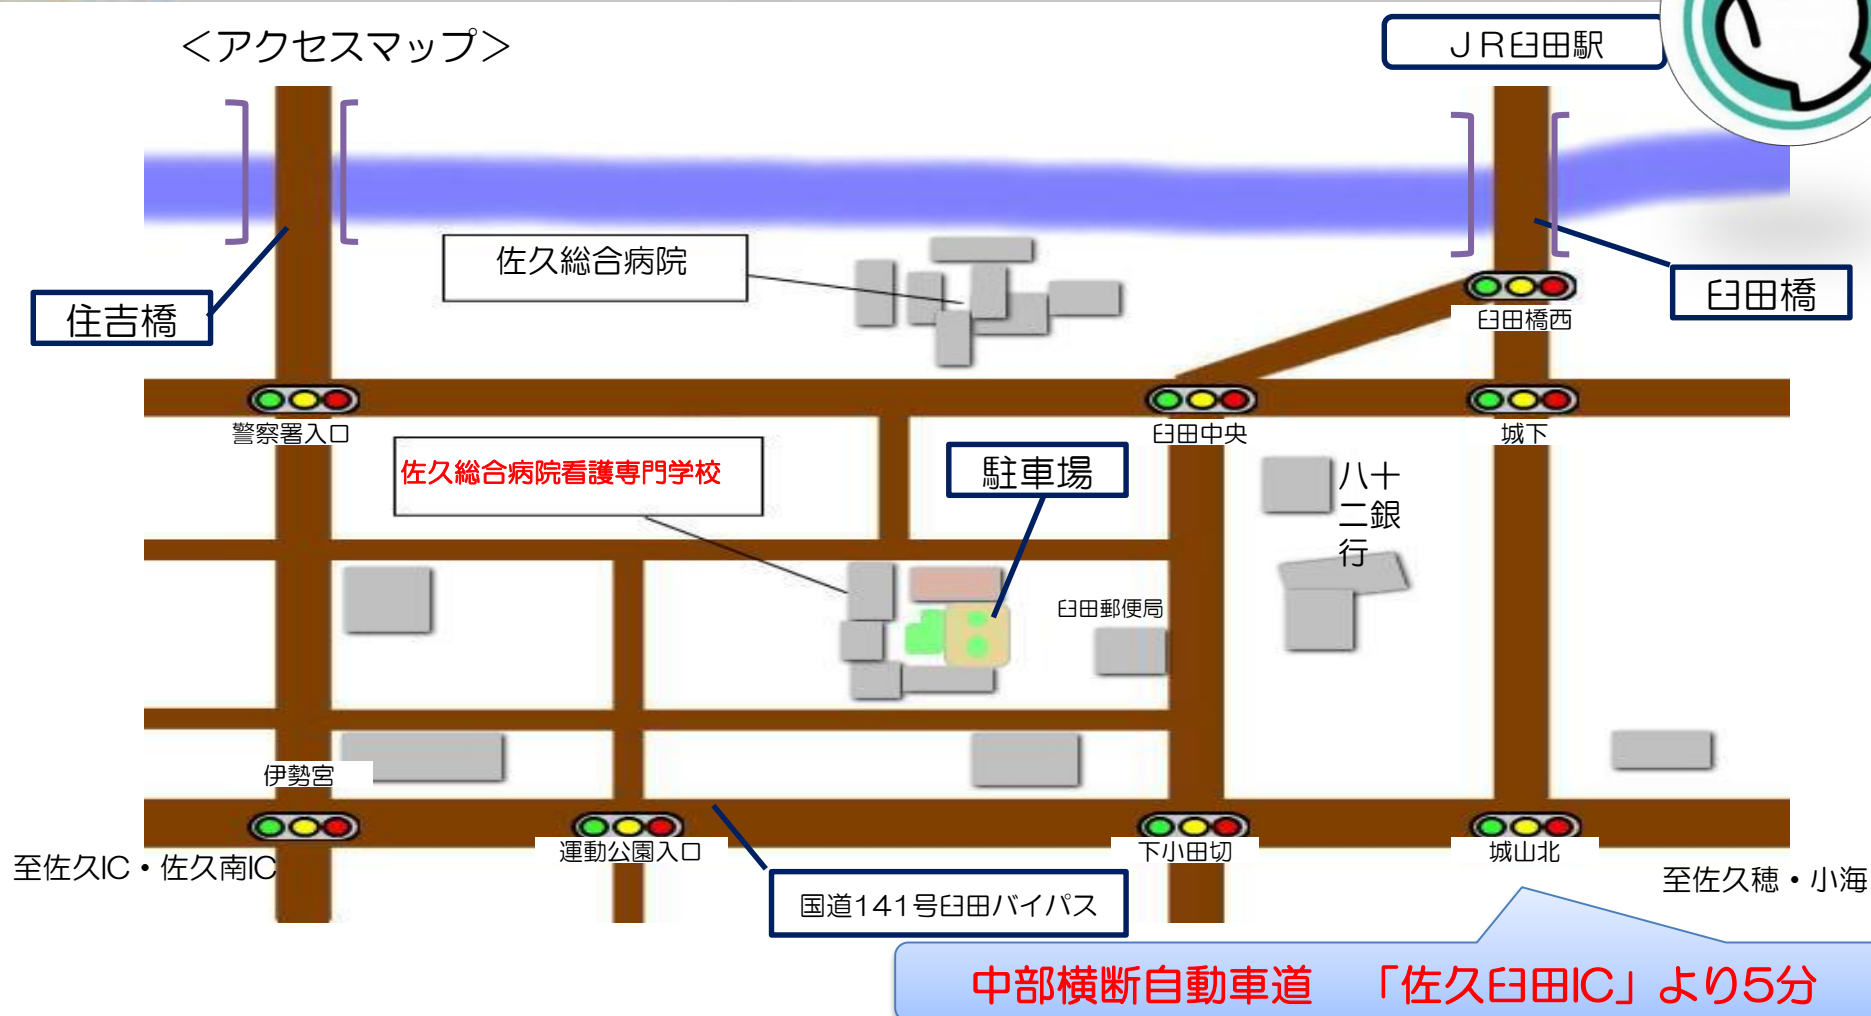 ＜アクセスマップ＞
ＪＲ臼田駅
佐久総合病院
住吉橋
臼田橋
臼田橋西
警察署入口
臼田中央
城下
佐久総合病院看護専門学校
駐車場
八十
二銀
行
臼田郵便局
伊勢宮
運動公園入口
下小田切
城山北
至佐久IC・佐久南IC
至佐久穂・小海
国道141号臼田バイパス
中部横断自動車道　「佐久臼田IC」より5分